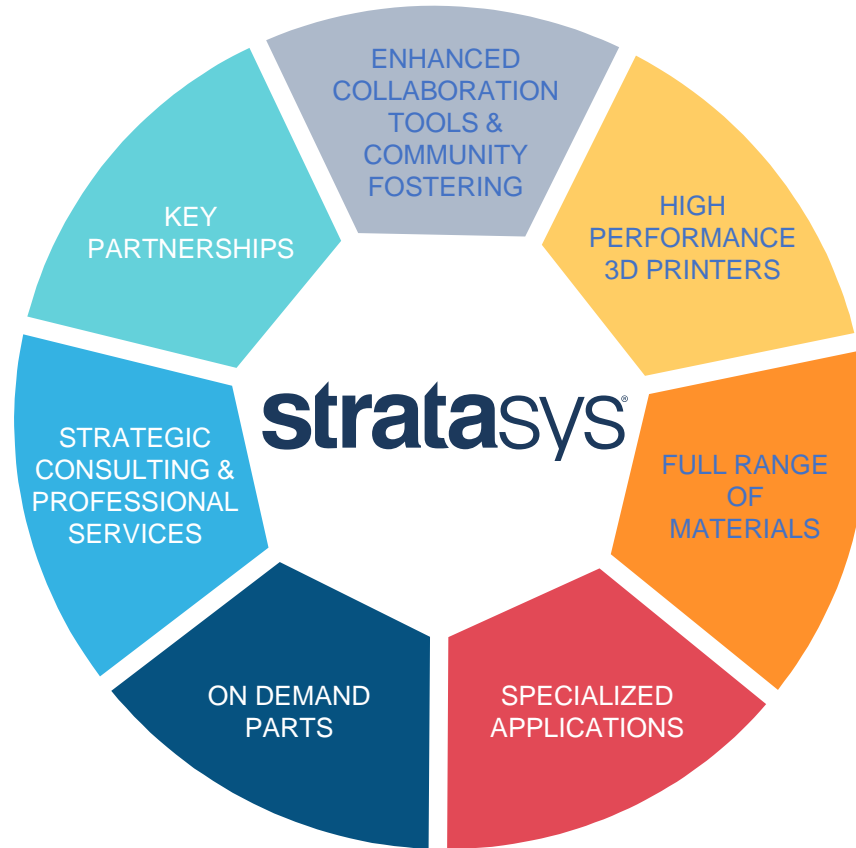 ENHANCED
COLLABORATION
TOOLS &
COMMUNITY
FOSTERING
HIGH
PERFORMANCE
3D PRINTERS
FULL RANGE
OF
MATERIALS
SPECIALIZED
APPLICATIONS
ON DEMAND
PARTS
STRATEGIC
CONSULTING &
PROFESSIONAL
SERVICES
KEY
PARTNERSHIPS
stratasys®